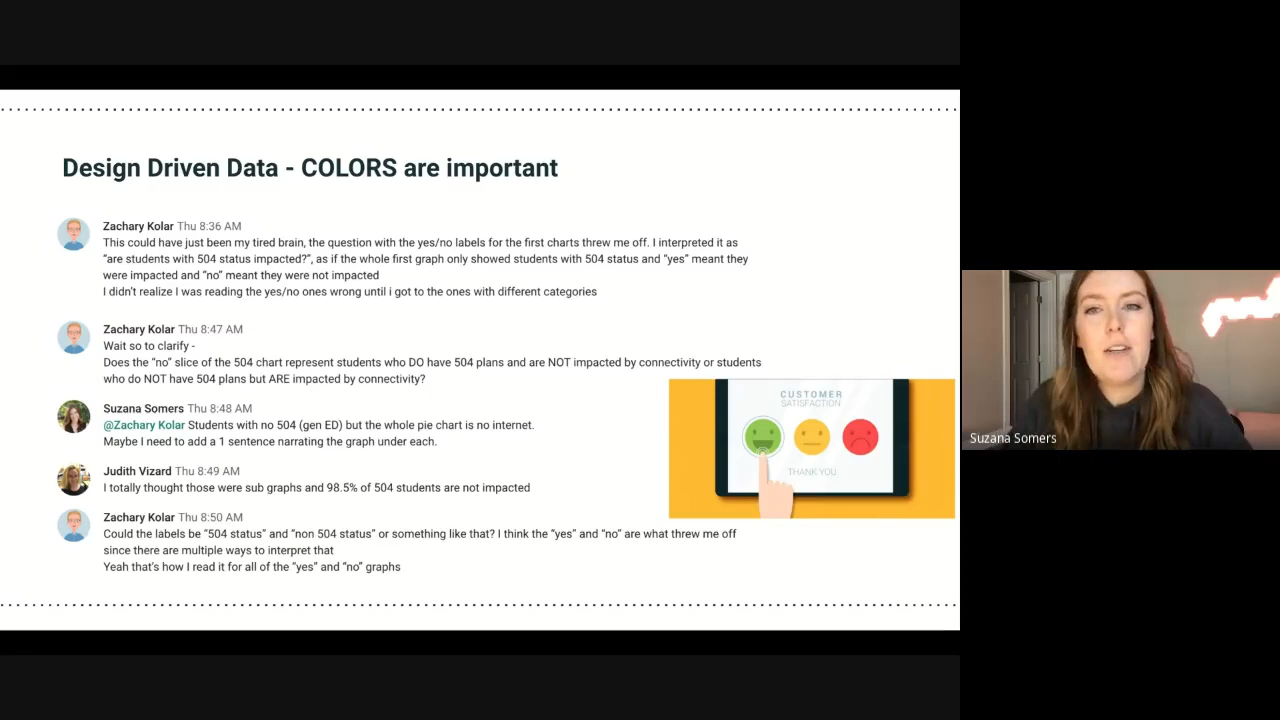 Design Driven Data - COLORS are important
Zachary Kolar Thu 8:36 AM
This could have just been my tired brain, the question with the yes/no labels for the first charts threw me off. I interpreted it as
“are students with 504 status impacted?”, as if the whole first graph only showed students with 504 status and “yes” meant they
were impacted and “no” meant they were not impacted
I didn’t realize I was reading the yes/no ones wrong until i got to the ones with different categories
Zachary Kolar Thu 8:47 AM
Wait so to clarify -
Does the “no” slice of the 504 chart represent students who DO have 504 plans and are NOT impacted by connectivity or students
who do NOT have 504 plans but ARE impacted by connectivity?
Suzana Somers Thu 8:48 AM
@Zachary Kolar Students with no 504 (gen ED) but the whole pie chart is no internet.
Maybe I need to add a 1 sentence narrating the graph under each.
Judith Vizard Thu 8:49 AM
I totally thought those were sub graphs and 98.5% of 504 students are not impacted
Zachary Kolar Thu 8:50 AM
Could the labels be “504 status” and “non 504 status” or something like that? I think the “yes” and “no” are what threw me off
since there are multiple ways to interpret that
Yeah that’s how I read it for all of the “yes” and “no” graphs
CUSTOMER
SATISFACTION
THANK YOU
Suzana Somers